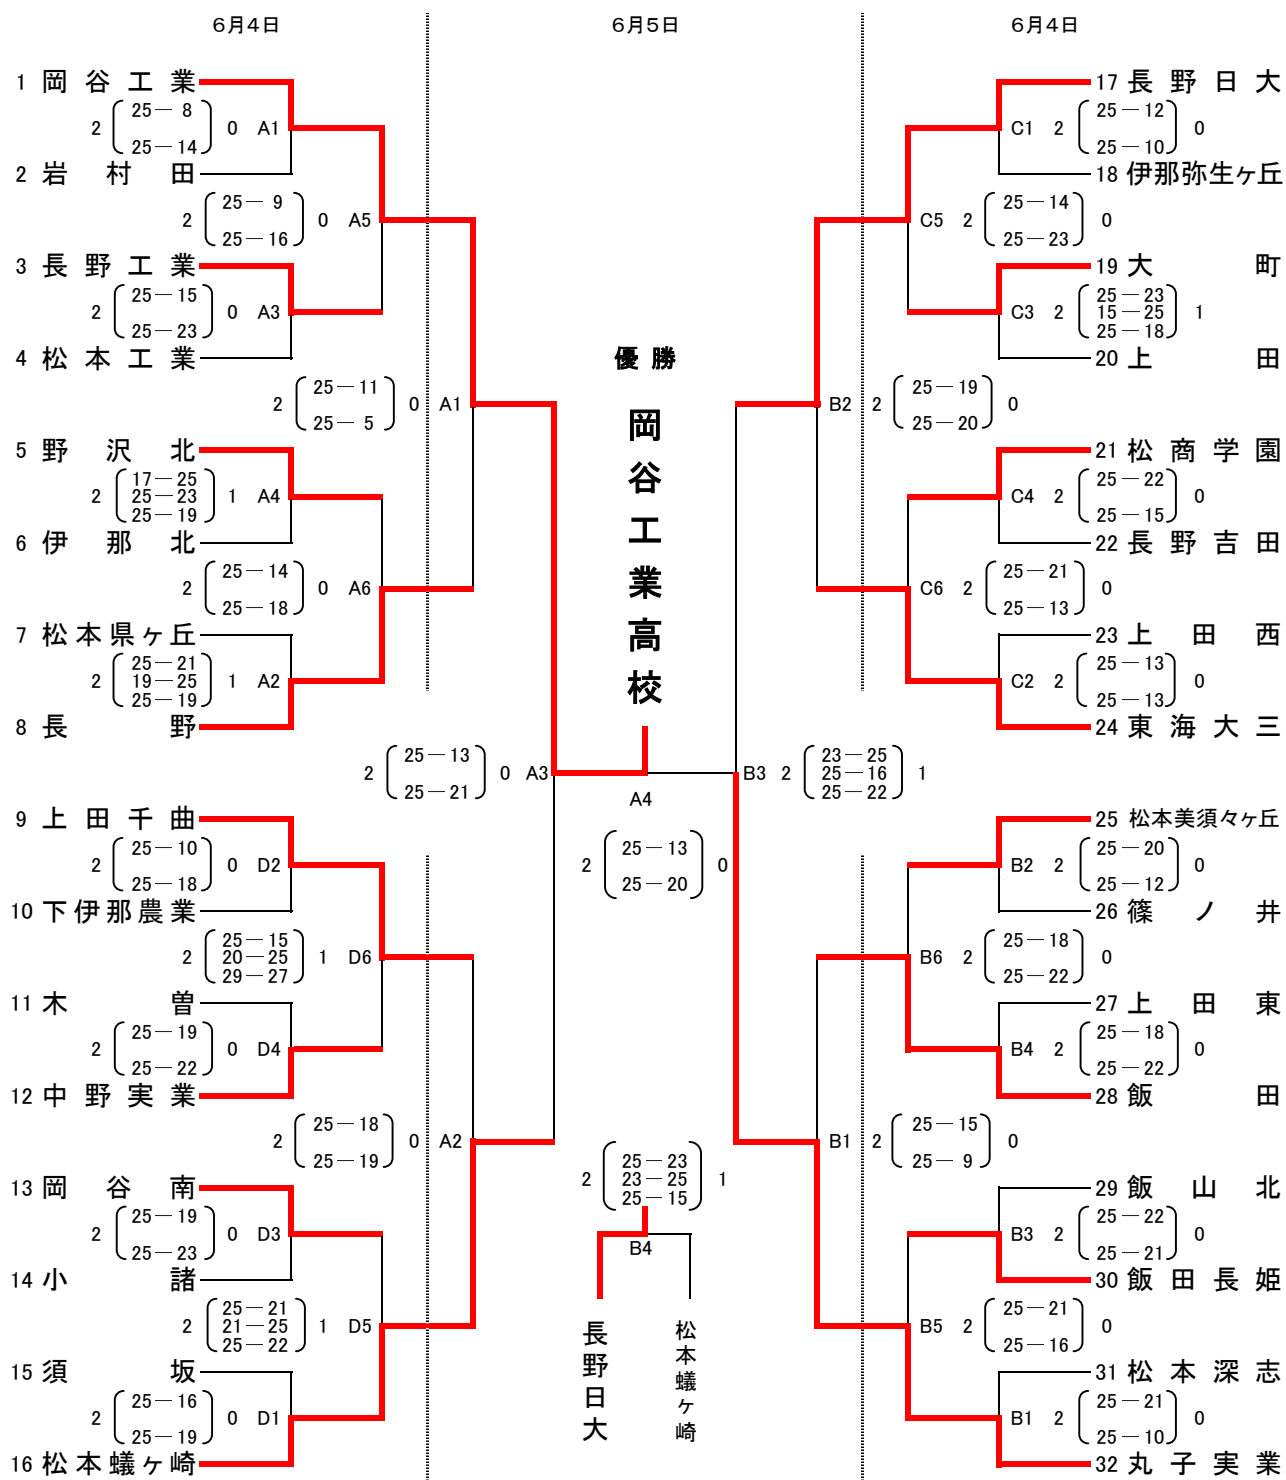 6月4日
6月5日
6月4日
1 岡谷工業
2 25－8 0 A1
25－14
2 岩村田
2 25－9 0 A5
25－16
3 長野工業
2 25－15 0 A3
25－23
4 松本工業
2 25－11 0 A1
25－5
5 野沢北
17－25
2 25－23 1 A4
25－19
6 伊那北
2 25－14 0 A6
25－18
7 松本県ヶ丘
25－21
2 19－25 1 A2
25－19
8 長野
2 25－13 0 A3
25－21
9 上田千曲
2 25－10 0 D2
25－18
10 下伊那農業
25－15
2 20－25 1 D6
29－27
11 木曽
2 25－19 0 D4
25－22
12 中野実業
2 25－18 0 A2
25－19
13 岡谷南
2 25－19 0 D3
25－23
14 小諸
25－21
2 21－25 1 D5
25－22
15 須坂
2 25－16 0 D1
25－19
16 松本蟻ヶ崎
優勝
岡谷工業高校
A4
2 25－13 0
25－20
25－23
2 23－25 1
25－15
B4
長野日大
松本蟻ヶ崎
17 長野日大
C1 2 25－12 0
25－10
18 伊那弥生ヶ丘
C5 2 25－14 0
25－23
19 大町
25－23
C3 2 15－25 1
25－18
20 上田
B2 2 25－19 0
25－20
21 松商学園
C4 2 25－22 0
25－15
22 長野吉田
C6 2 25－21 0
25－13
23 上田西
C2 2 25－13 0
25－13
24 東海大三
23－25
B3 2 25－16 1
25－22
25 松本美須々ヶ丘
B2 2 25－20 0
25－12
26 篠ノ井
B6 2 25－18 0
25－22
27 上田東
B4 2 25－18 0
25－22
28 飯田
B1 2 25－15 0
25－9
29 飯山北
B3 2 25－22 0
25－21
30 飯田長姫
B5 2 25－21 0
25－16
31 松本深志
B1 2 25－21 0
25－10
32 丸子実業